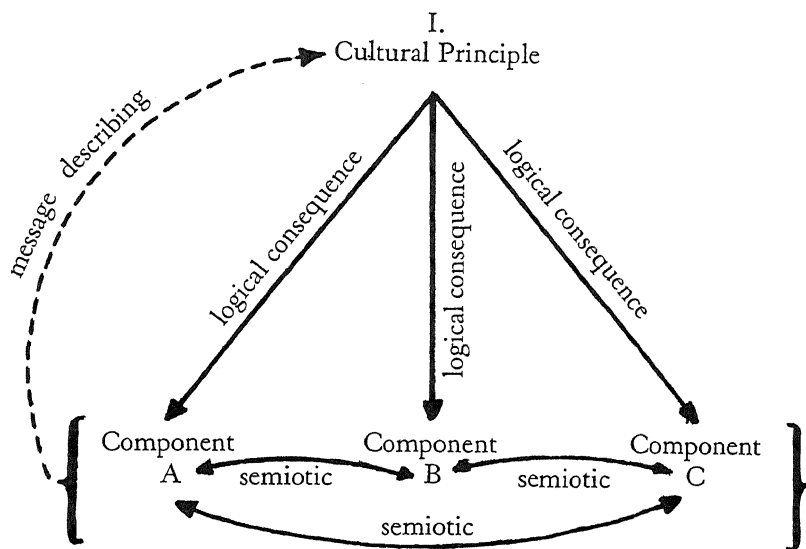 I.
Cultural Principle
message describing
logical consequence
logical consequence
logical consequence
Component
A
Component
B
Component
C
semiotic
semiotic
semiotic